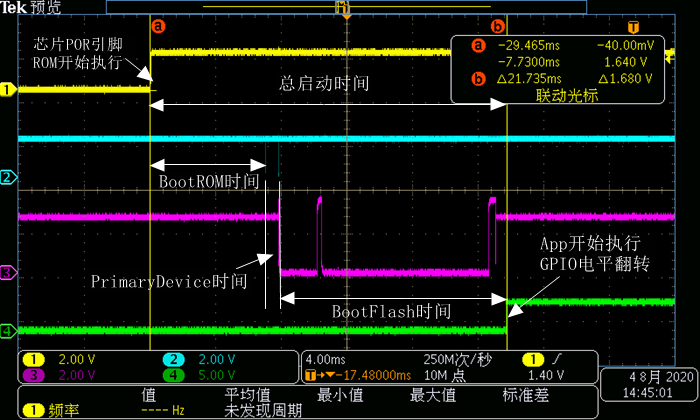 Tek 预览
a
b
T
芯片POR引脚
ROM开始执行
a -29.465ms -40.00mV
-7.7300ms 1.640 V
b △21.735ms △1.680 V
联动光标
总启动时间
1
2
BootROM时间
3
PrimaryDevice时间
App开始执行
GPIO电平翻转
BootFlash时间
4
1 2.00 V 2 2.00 V
3 2.00 V 4 5.00 V
4.00ms 250M次/秒 1
T→▼-17.48000ms 10M 点 1.40 V
4 8月 2020
14:45:01
值 平均值 最小值 最大值 标准差
1 频率 ---- Hz 未发现周期